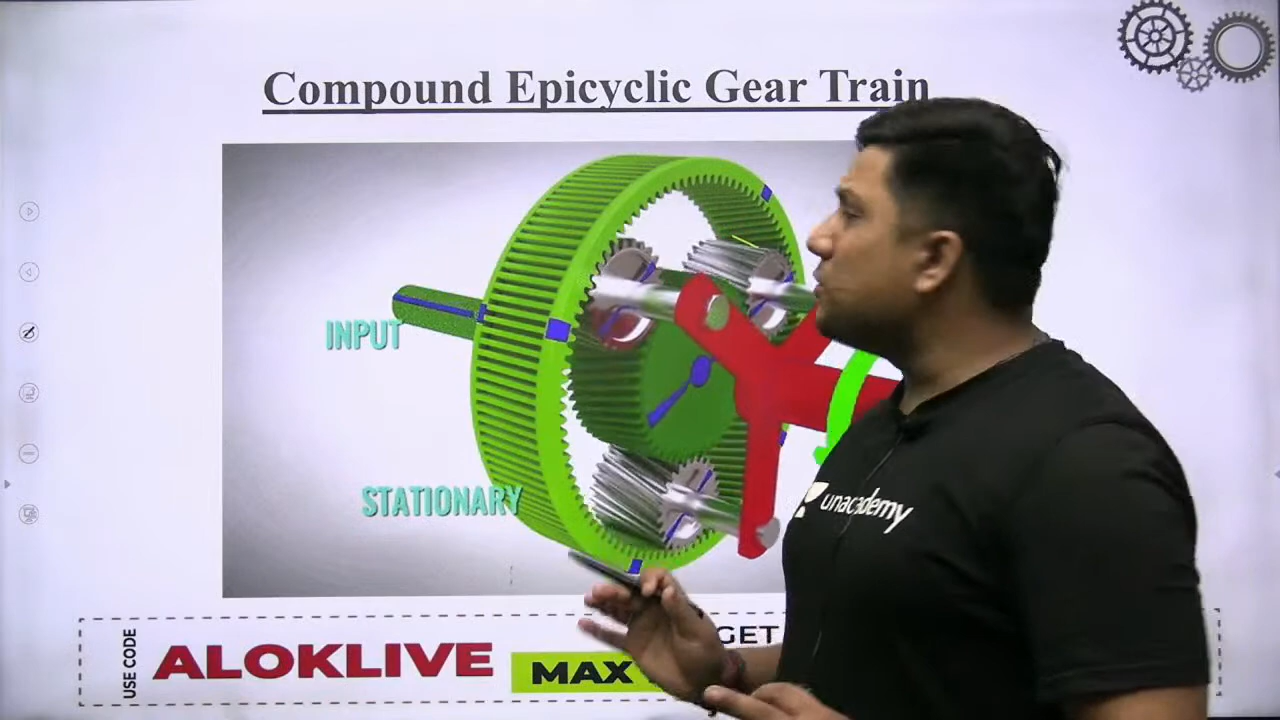 Compound Epicyclic Gear Train
INPUT
STATIONARY
unacademy
USE CODE
ALOKLIVE
GET
MAX